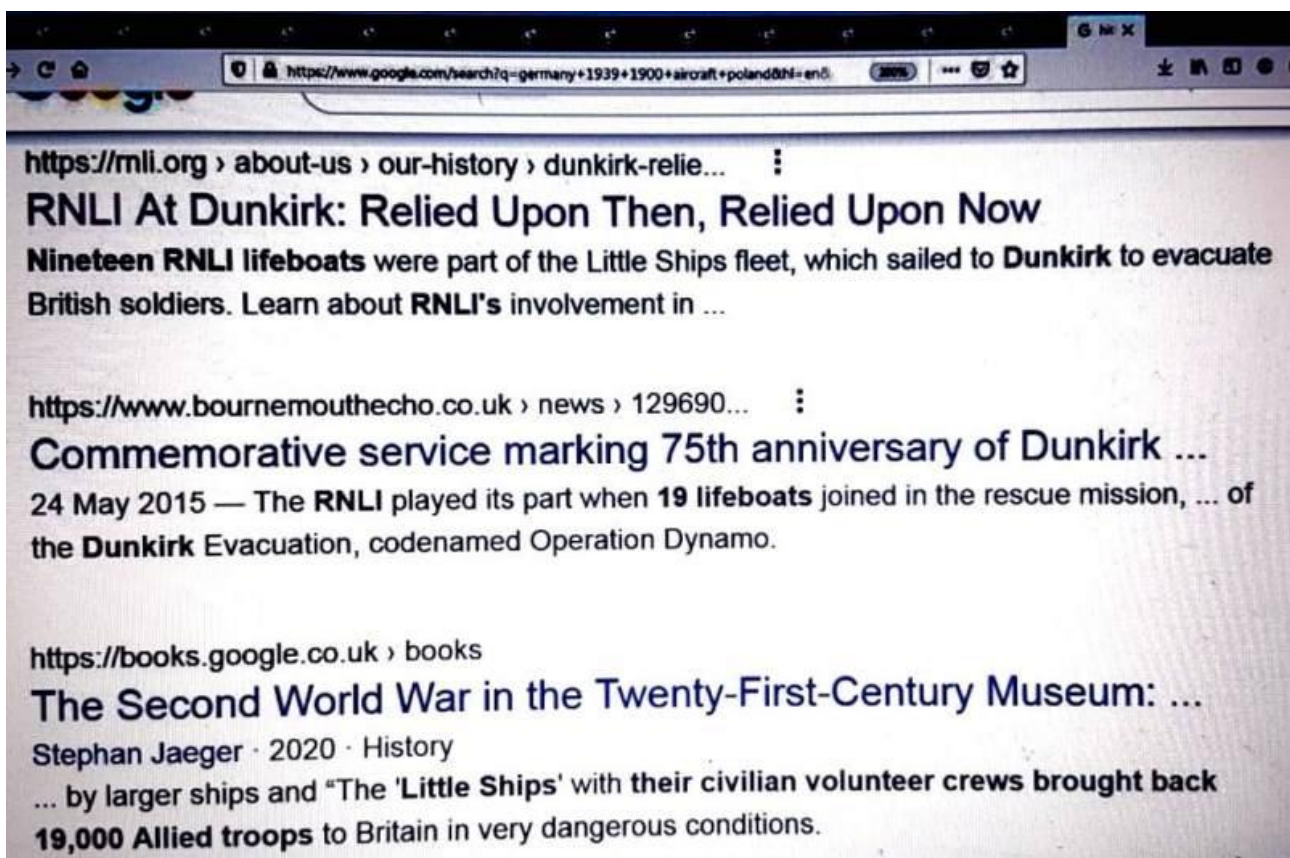 G
https://www.google.com/search?q=germany+1939+1900+aircraft+poland&hl=en&
200%
https://rnli.org › about-us › our-history › dunkirk-relie...
RNLI At Dunkirk: Relied Upon Then, Relied Upon Now
Nineteen RNLI lifeboats were part of the Little Ships fleet, which sailed to Dunkirk to evacuate
British soldiers. Learn about RNLI's involvement in ...
https://www.bournemouthecho.co.uk › news › 129690...
Commemorative service marking 75th anniversary of Dunkirk ...
24 May 2015 — The RNLI played its part when 19 lifeboats joined in the rescue mission, ... of
the Dunkirk Evacuation, codenamed Operation Dynamo.
https://books.google.co.uk › books
The Second World War in the Twenty-First-Century Museum: ...
Stephan Jaeger · 2020 · History
... by larger ships and “The 'Little Ships' with their civilian volunteer crews brought back
19,000 Allied troops to Britain in very dangerous conditions.